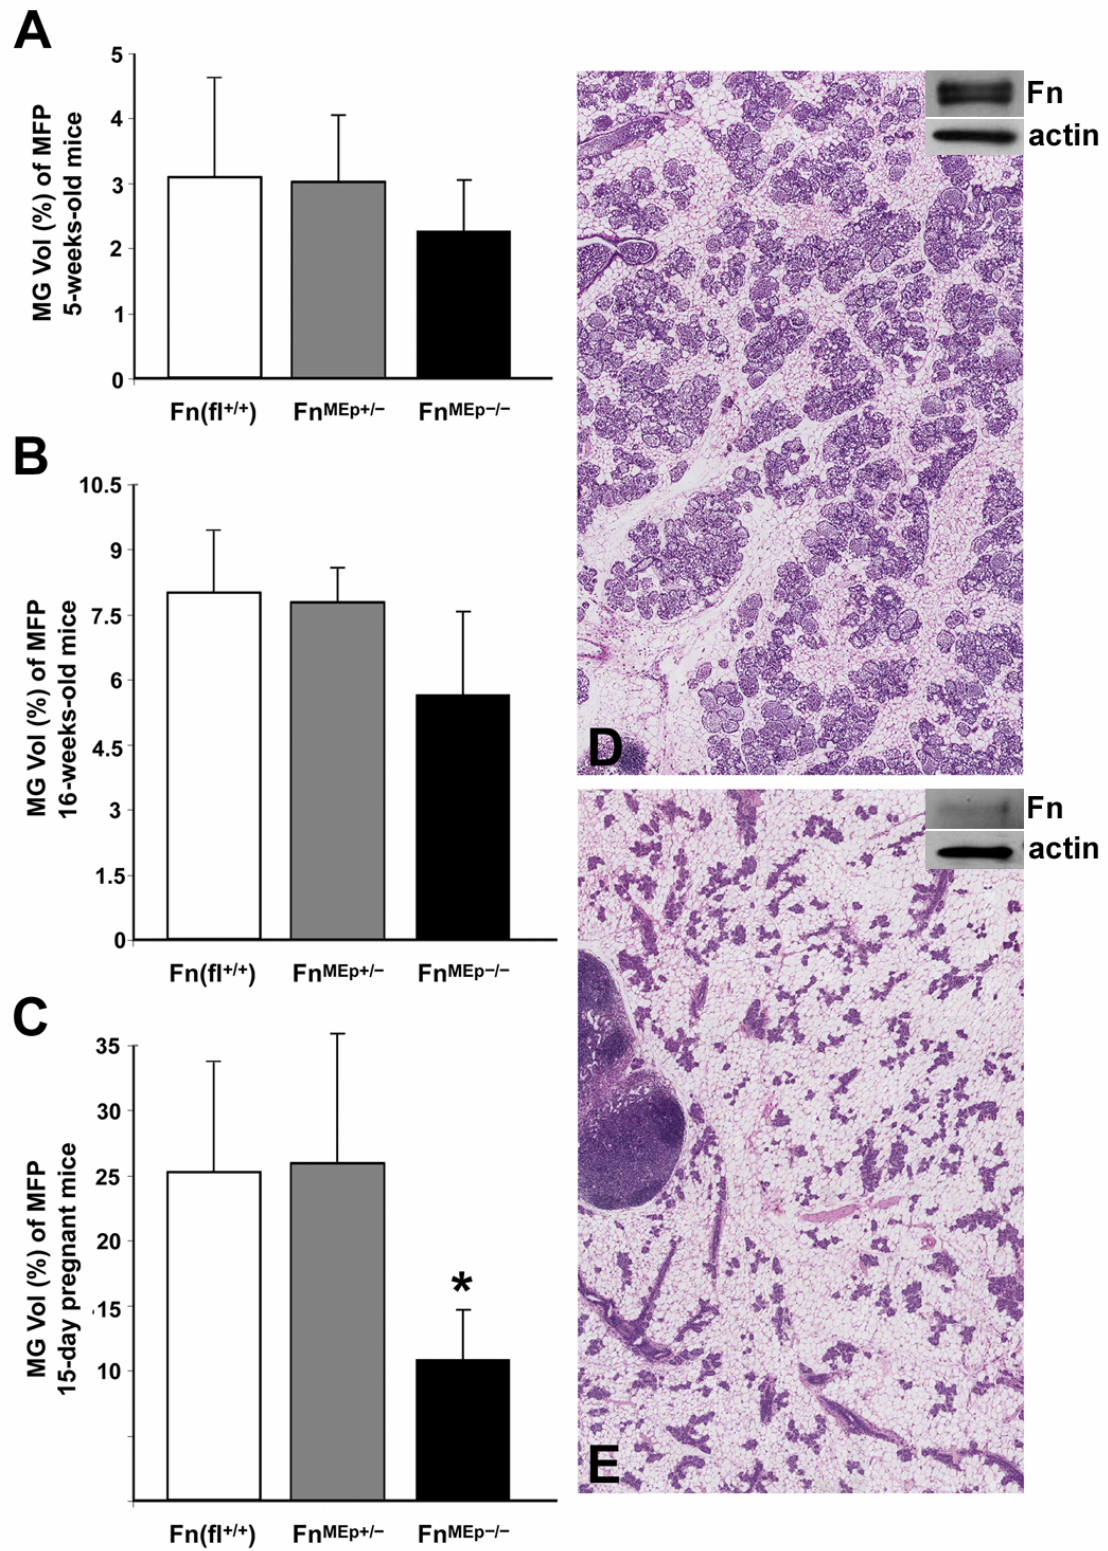 A
MG Vol (%) of MFP
5-weeks-old mice
5
4
3
2
1
0
Fn(fl+/+) FnMEp+/− FnMEp−/−
B
MG Vol (%) of MFP
16-weeks-old mice
10.5
9
7.5
6
4.5
3
1.5
0
Fn(fl+/+) FnMEp+/− FnMEp−/−
C
MG Vol (%) of MFP
15-day pregnant mice
35
30
25
20
15
10
*
Fn(fl+/+) FnMEp+/− FnMEp−/−
Fn
actin
D
Fn
actin
E